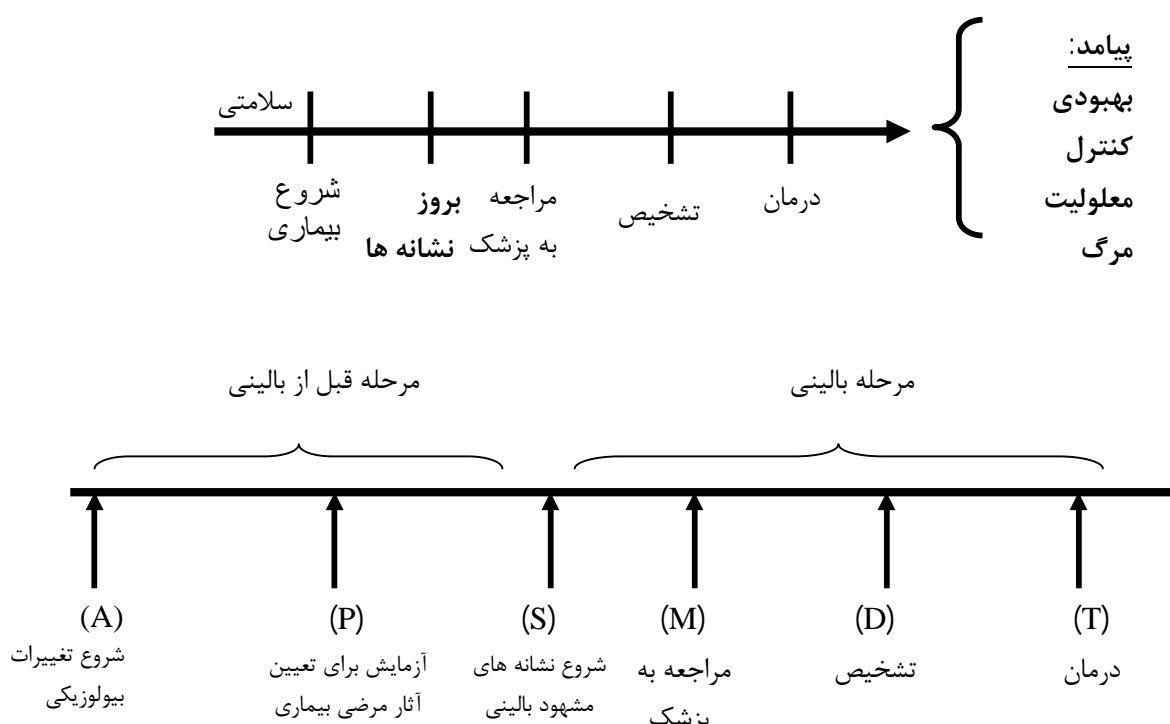 پیامد:
بهبودی
کنترل
معلولیت
مرگ
سلامتی
شروع
بیماری
بروز
نشانه ها
مراجعه
به پزشک
تشخیص
درمان
مرحله قبل از بالینی
مرحله بالینی
(A)
شروع تغییرات
بیولوزیکی
(P)
آزمایش برای تعیین
آثار مرضی بیماری
(S)
شروع نشانه های
مشهود بالینی
(M)
مراجعه به
پزشک
(D)
تشخیص
(T)
درمان